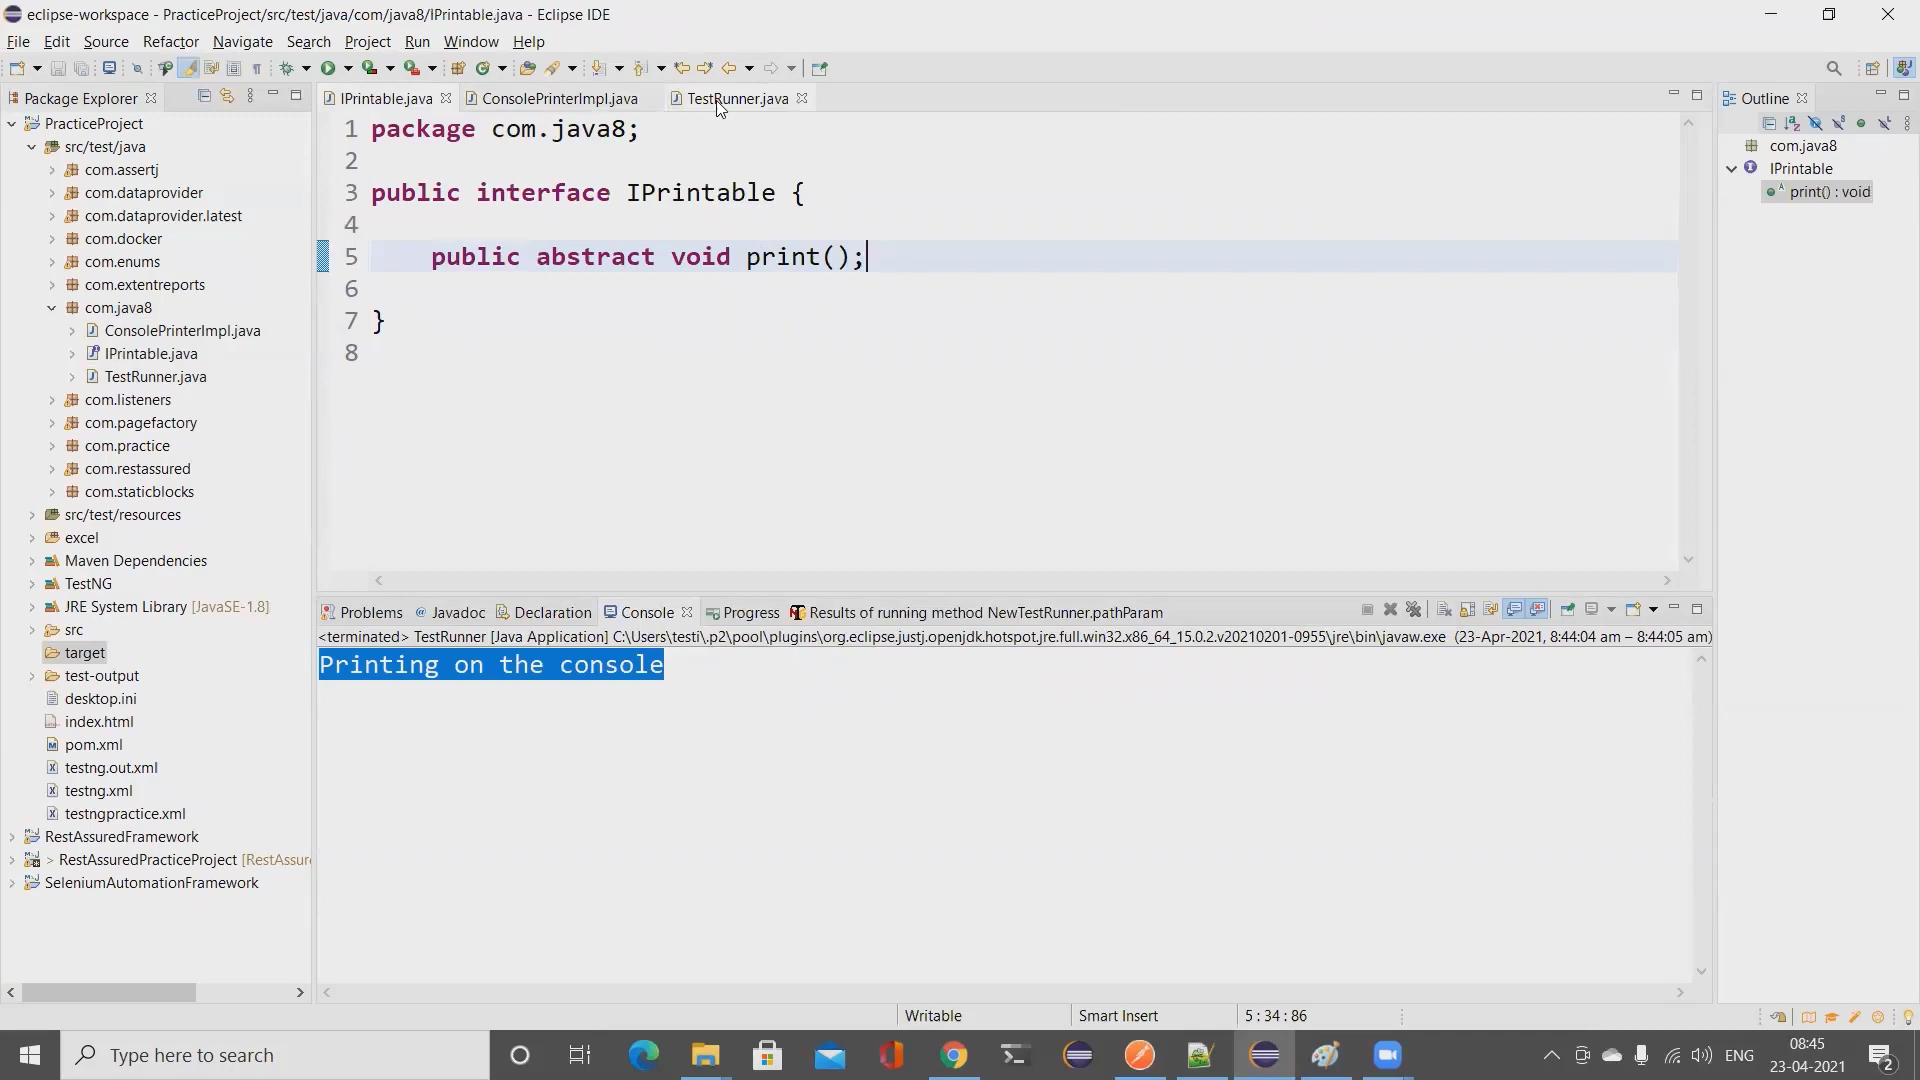 eclipse-workspace - PracticeProject/src/test/java/com/java8/IPrintable.java - Eclipse IDE
File Edit Source Refactor Navigate Search Project Run Window Help
Package Explorer
PracticeProject
src/test/java
com.assertj
com.dataprovider
com.dataprovider.latest
com.docker
com.enums
com.extentreports
com.java8
ConsolePrinterImpl.java
IPrintable.java
TestRunner.java
com.listeners
com.pagefactory
com.practice
com.restassured
com.staticblocks
src/test/resources
excel
Maven Dependencies
TestNG
JRE System Library [JavaSE-1.8]
src
target
test-output
desktop.ini
index.html
pom.xml
testng.out.xml
testng.xml
testngpractice.xml
RestAssuredFramework
> RestAssuredPracticeProject [RestAssur
SeleniumAutomationFramework
IPrintable.java ConsolePrinterImpl.java TestRunner.java
1 package com.java8;
2
3 public interface IPrintable {
4
5 public abstract void print();
6
7 }
8
Outline
com.java8
IPrintable
print() : void
Problems @ Javadoc Declaration Console Progress Results of running method NewTestRunner.pathParam
<terminated> TestRunner [Java Application] C:\Users\testi\.p2\pool\plugins\org.eclipse.justj.openjdk.hotspot.jre.full.win32.x86_64_15.0.2.v20210201-0955\jre\bin\javaw.exe (23-Apr-2021, 8:44:04 am – 8:44:05 am)
Printing on the console
Writable Smart Insert 5 : 34 : 86
Type here to search
ENG
08:45
23-04-2021
2